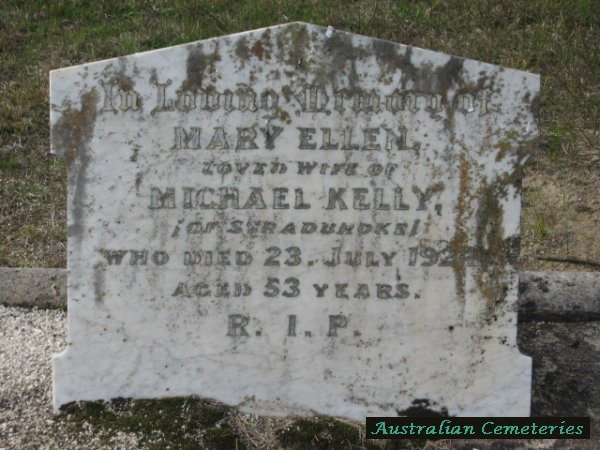 In Loving Memory of
MARY ELLEN,
LOVED WIFE OF
MICHAEL KELLY,
(OF
WHO DIED 23. JULY
AGED 53 YEARS.
R. I. P.
Australian Cemeteries